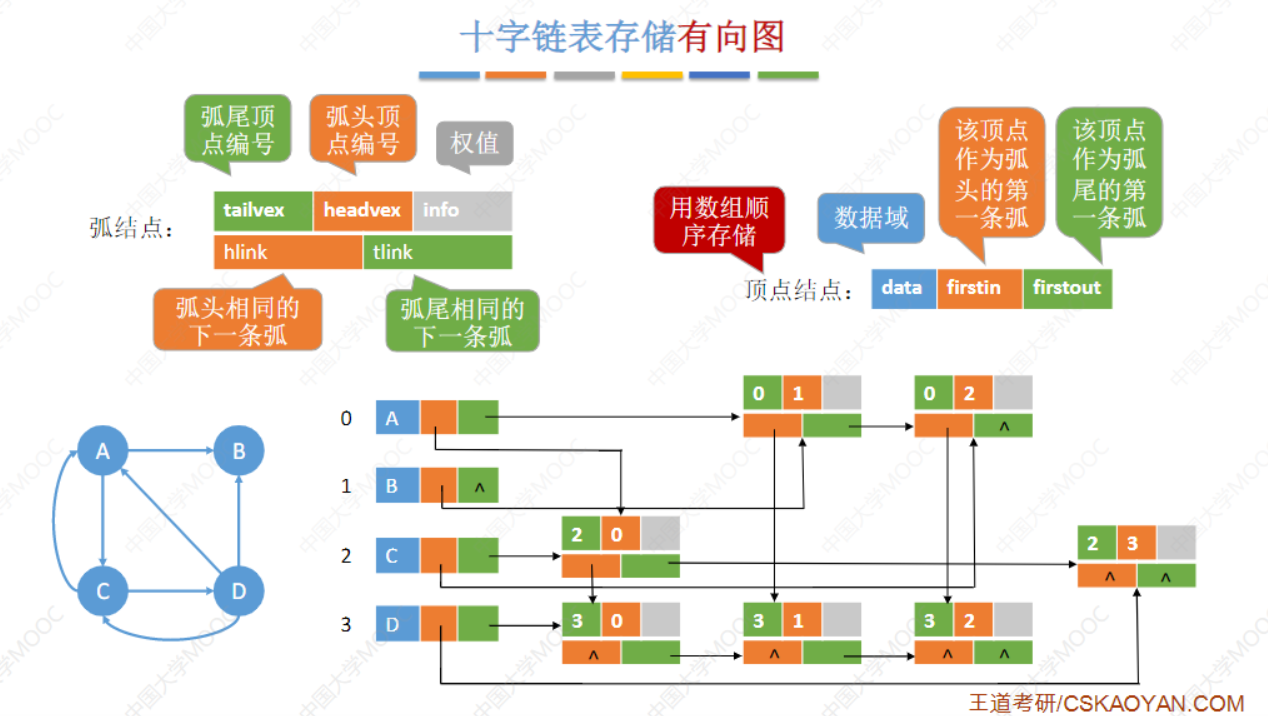 十字链表存储有向图
弧尾顶
点编号
弧头顶
点编号
权值
弧结点：
tailvex headvex info
hlink tlink
弧头相同的
下一条弧
弧尾相同的
下一条弧
用数组顺
序存储
数据域
该顶点
作为弧
头的第
一条弧
该顶点
作为弧
尾的第
一条弧
顶点结点：
data firstin firstout
A B
C D
0 A
1 B ^
2 C
3 D
0 1
0 2
^
2 0
2 3
^ ^
3 0
^
3 1
^
3 2
^ ^
王道考研/CSKAOYAN.COM
中国大学MOOC